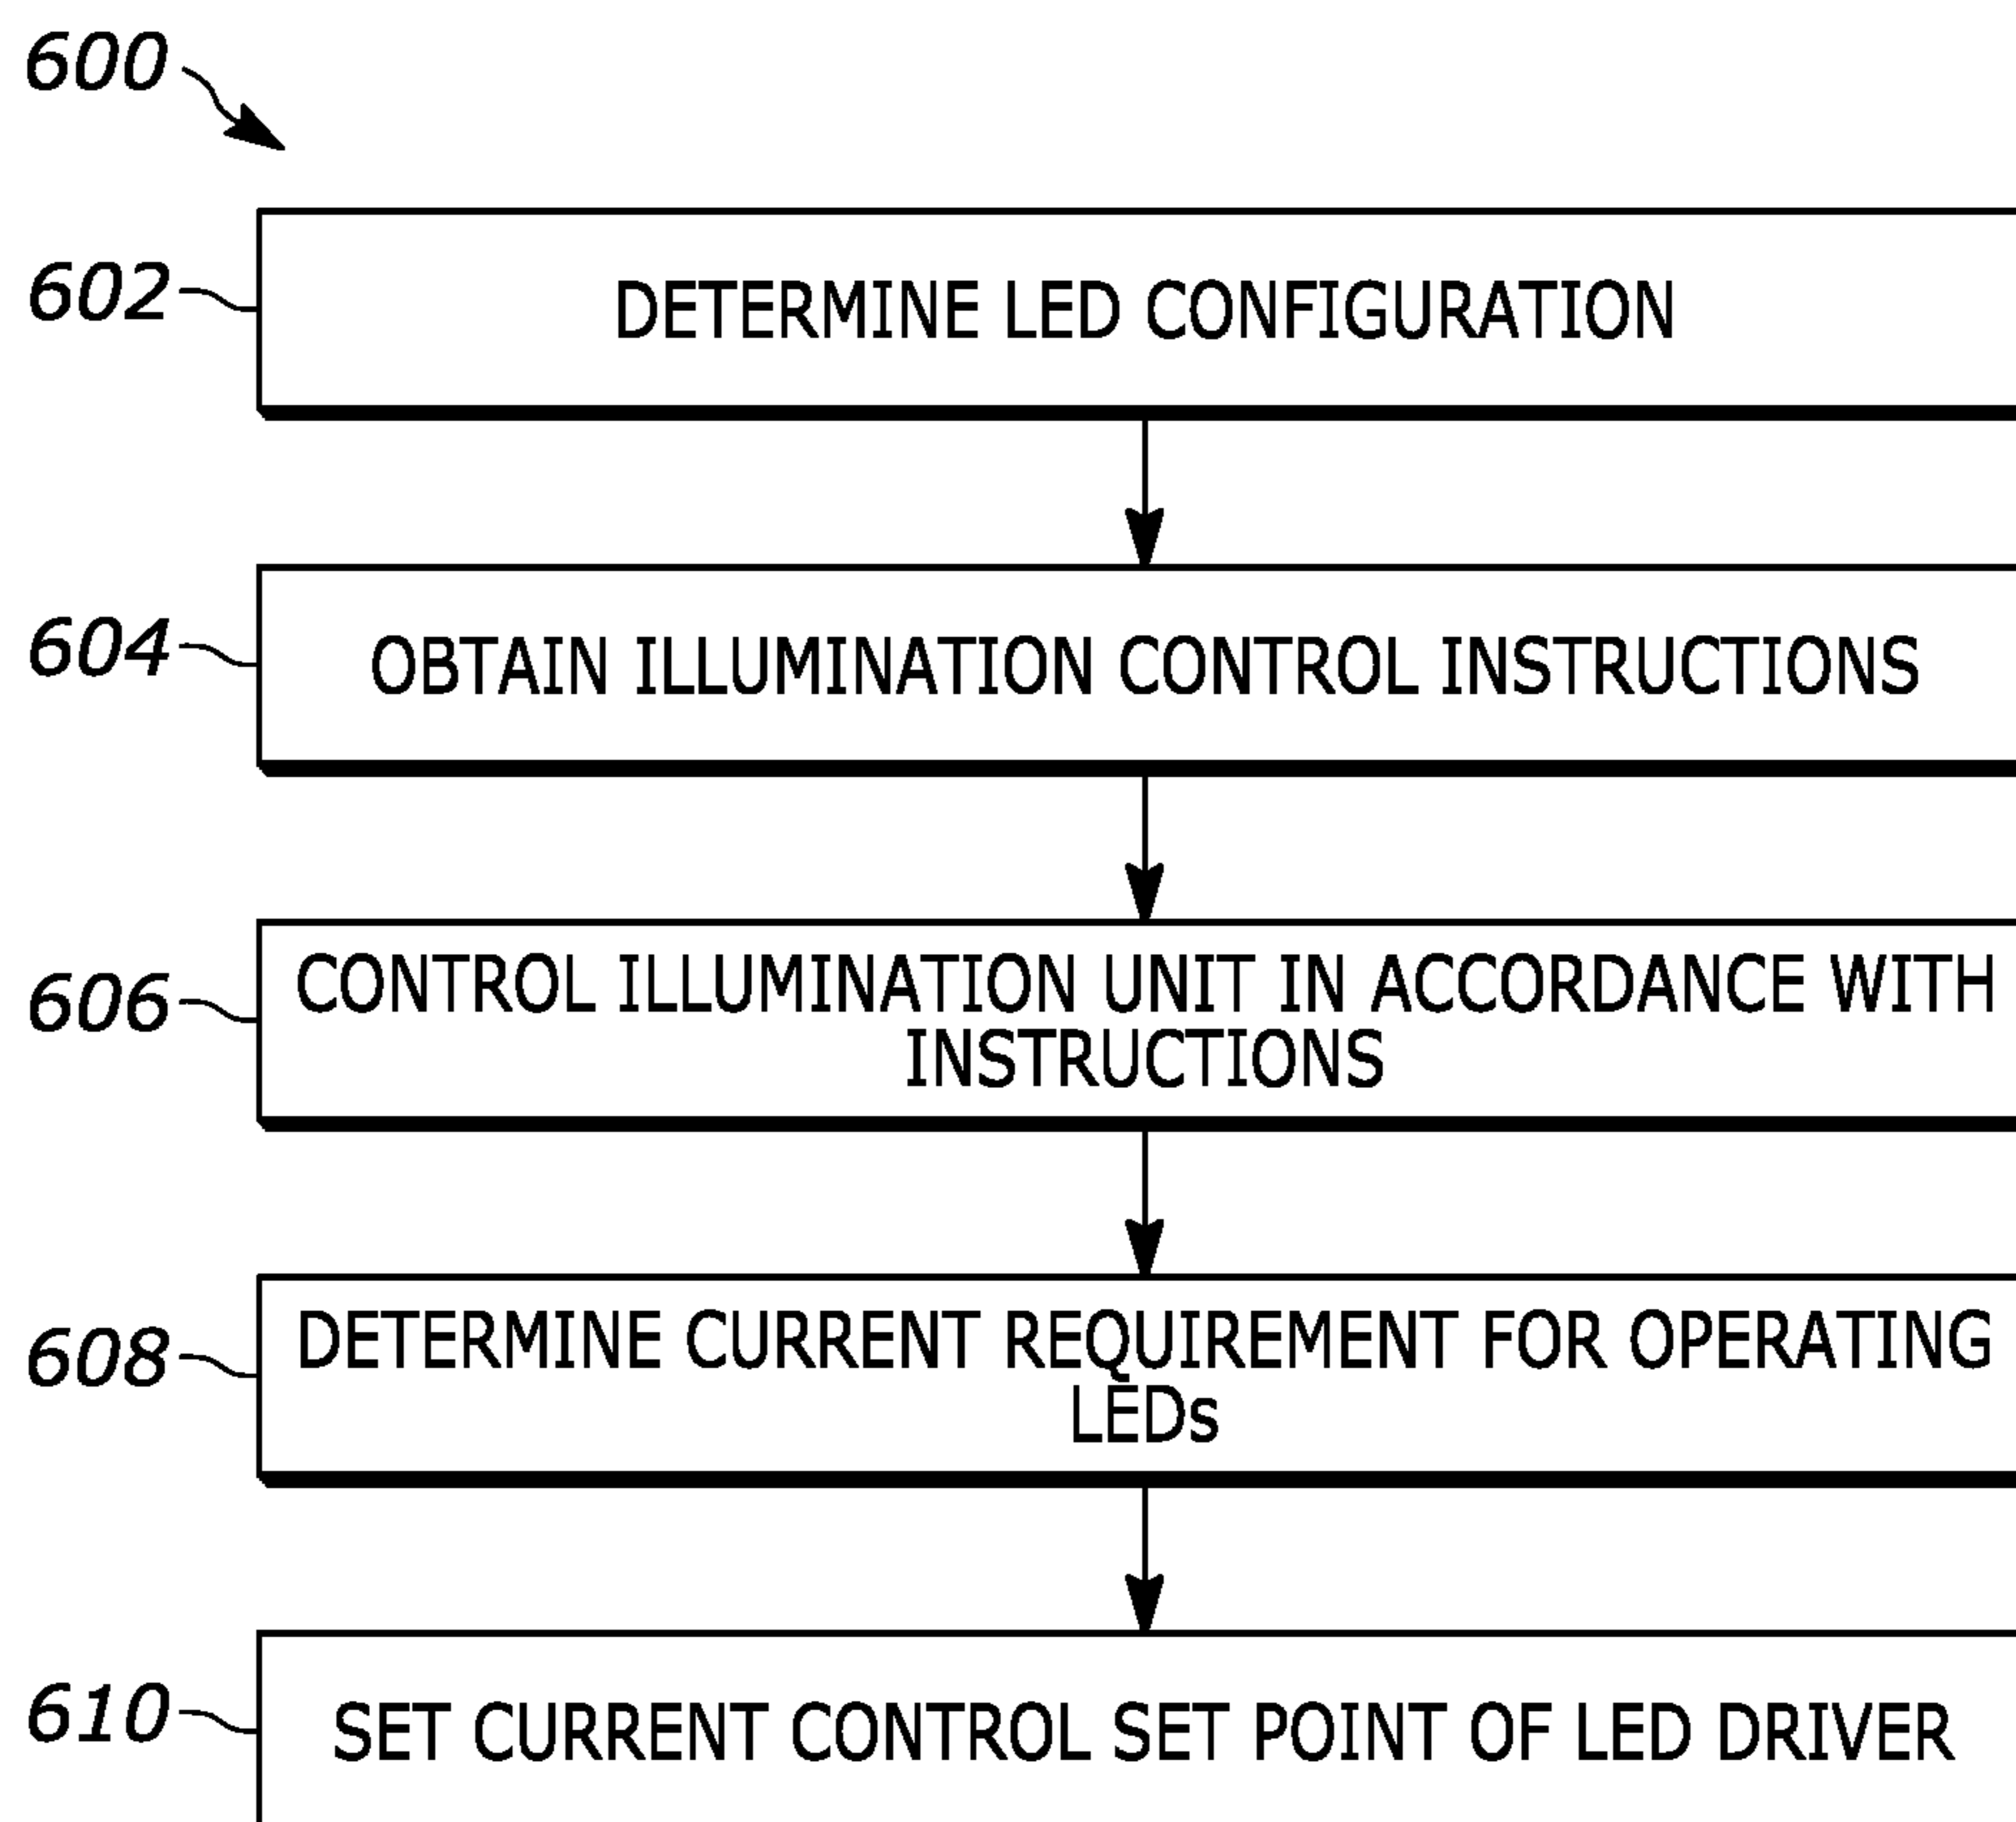 600
602
DETERMINE LED CONFIGURATION
604
OBTAIN ILLUMINATION CONTROL INSTRUCTIONS
606
CONTROL ILLUMINATION UNIT IN ACCORDANCE WITH
INSTRUCTIONS
608
DETERMINE CURRENT REQUIREMENT FOR OPERATING
LEDs
610
SET CURRENT CONTROL SET POINT OF LED DRIVER